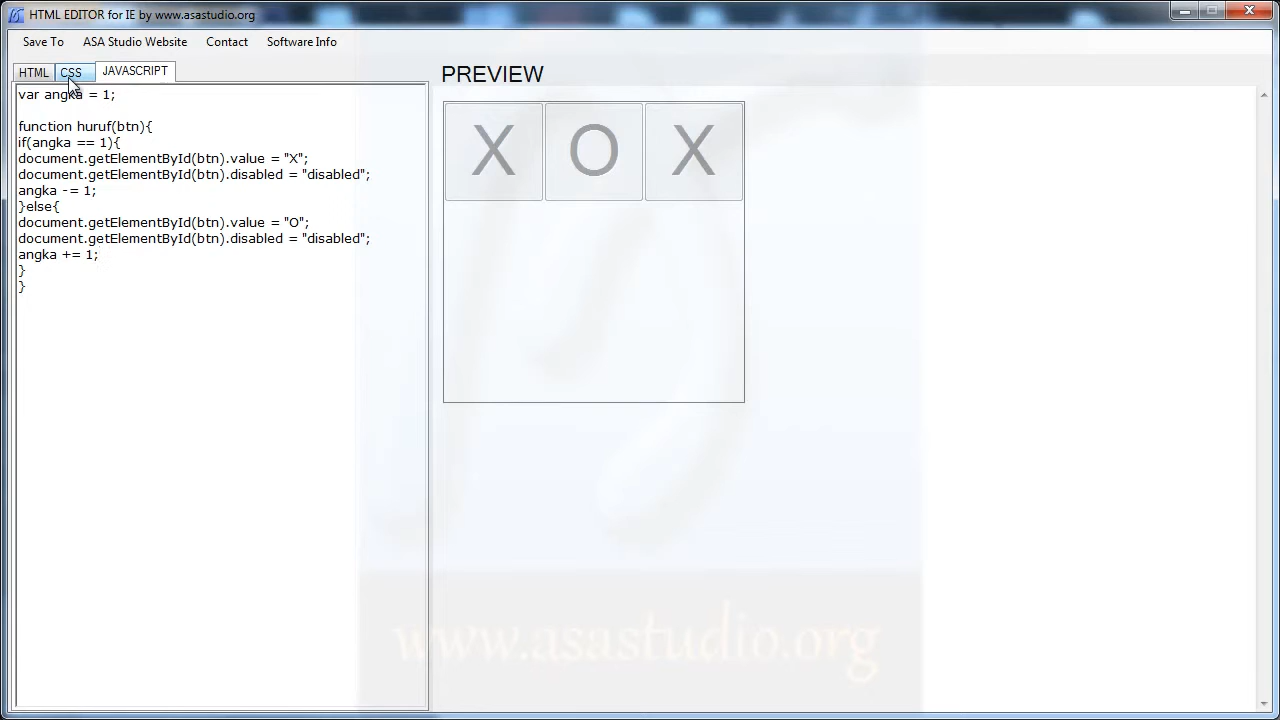 HTML EDITOR for IE by www.asastudio.org
Save To ASA Studio Website Contact Software Info
HTML CSS JAVASCRIPT
var angka = 1;
function huruf(btn){
if(angka == 1){
document.getElementById(btn).value = "X";
document.getElementById(btn).disabled = "disabled";
angka -= 1;
}else{
document.getElementById(btn).value = "O";
document.getElementById(btn).disabled = "disabled";
angka += 1;
}
}
PREVIEW
X O X
www.asastudio.org